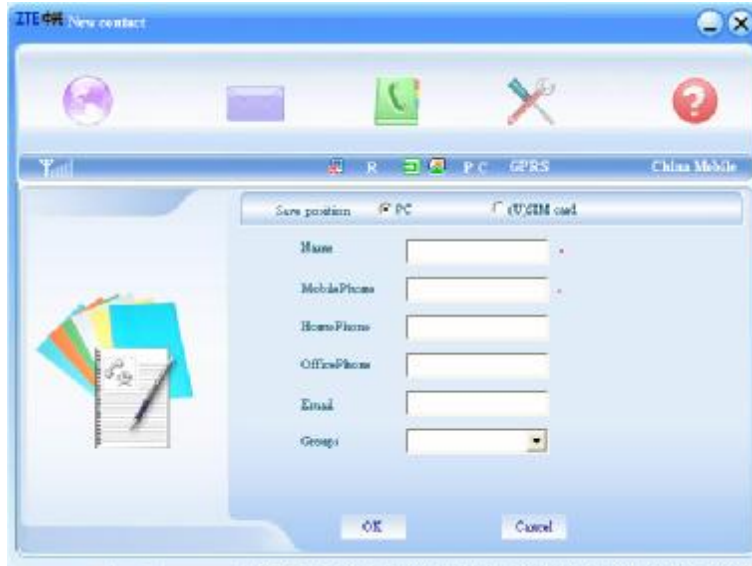 ZTE中兴 New contact
R PC GPRS China Mobile
Save position PC (U)SIM card
Name *
MobilePhone *
HomePhone
OfficePhone
Email
Groups
OK Cancel